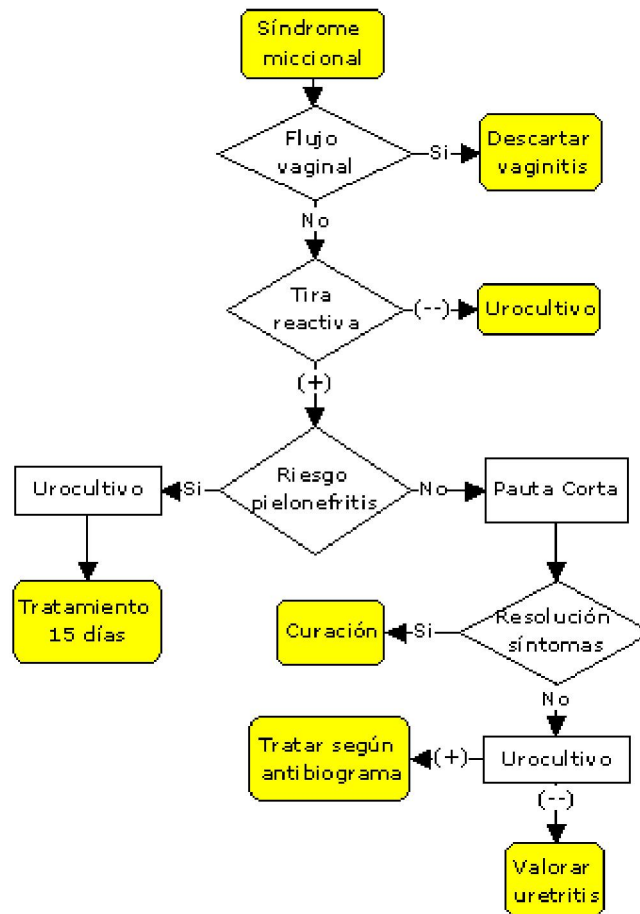 Síndrome
miccional
Flujo
vaginal
Si
Descartar
vaginitis
No
Tira
reactiva
(--)
Urocultivo
(+)
Riesgo
pielonefritis
Si
Urocultivo
No
Pauta Corta
Tratamiento
15 días
Resolución
síntomas
Si
Curación
No
Urocultivo
(+)
Tratar según
antibiograma
(--)
Valorar
uretritis